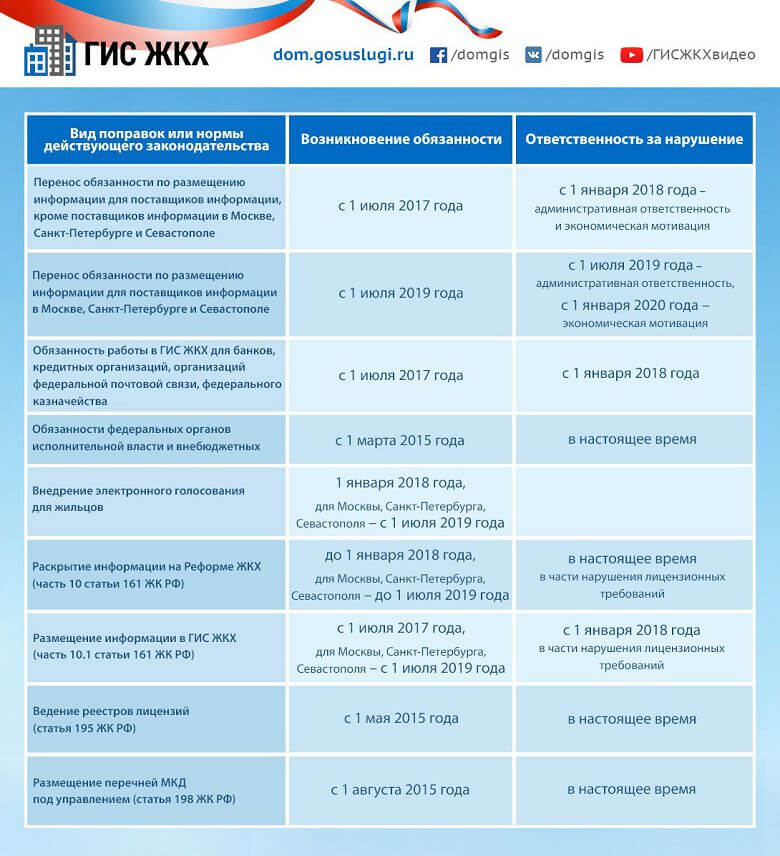 ГИС ЖКХ
dom.gosuslugi.ru
/domgis
/domgis
/ГИСЖКХвидео
Вид поправок или нормы
действующего законодательства
Возникновение обязанности
Ответственность за нарушение
Перенос обязанности по размещению
информации для поставщиков информации,
кроме поставщиков информации в Москве,
Санкт-Петербурге и Севастополе
с 1 июля 2017 года
с 1 января 2018 года –
административная ответственность
и экономическая мотивация
Перенос обязанности по размещению
информации для поставщиков информации
в Москве, Санкт-Петербурге и Севастополе
с 1 июля 2019 года
с 1 июля 2019 года –
административная ответственность,
с 1 января 2020 года –
экономическая мотивация
Обязанность работы в ГИС ЖКХ для банков,
кредитных организаций, организаций
федеральной почтовой связи, федерального
казначейства
с 1 июля 2017 года
с 1 января 2018 года
Обязанности федеральных органов
исполнительной власти и внебюджетных
с 1 марта 2015 года
в настоящее время
Внедрение электронного голосования
для жильцов
1 января 2018 года,
для Москвы, Санкт-Петербурга,
Севастополя – с 1 июля 2019 года
Раскрытие информации на Реформе ЖКХ
(часть 10 статьи 161 ЖК РФ)
до 1 января 2018 года,
для Москвы, Санкт-Петербурга,
Севастополя – до 1 июля 2019 года
в настоящее время
в части нарушения лицензионных
требований
Размещение информации в ГИС ЖКХ
(часть 10.1 статьи 161 ЖК РФ)
с 1 июля 2017 года,
для Москвы, Санкт-Петербурга,
Севастополя – с 1 июля 2019 года
с 1 января 2018 года
в части нарушения лицензионных
требований
Ведение реестров лицензий
(статья 195 ЖК РФ)
с 1 мая 2015 года
в настоящее время
Размещение перечней МКД
под управлением (статья 198 ЖК РФ)
с 1 августа 2015 года
в настоящее время